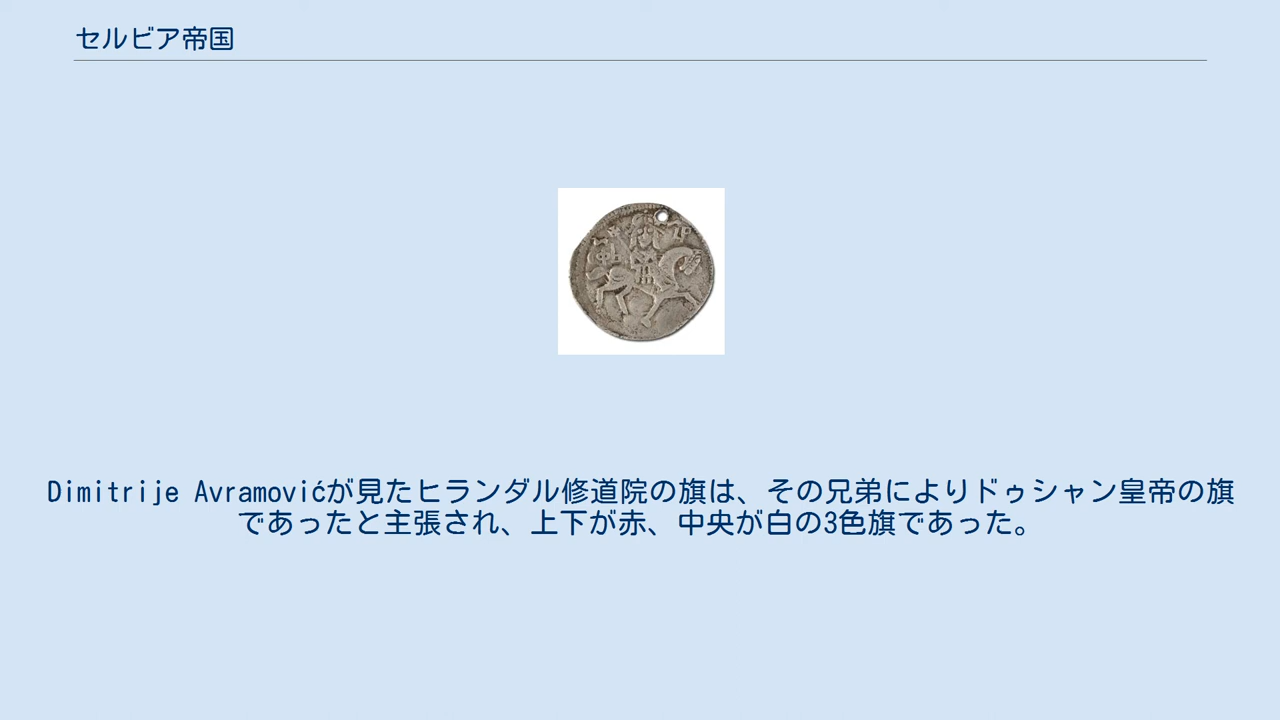 セルビア帝国
Dimitrije Avramovićが見たヒランダル修道院の旗は、その兄弟によりドゥシャン皇帝の旗
であったと主張され、上下が赤、中央が白の3色旗であった。